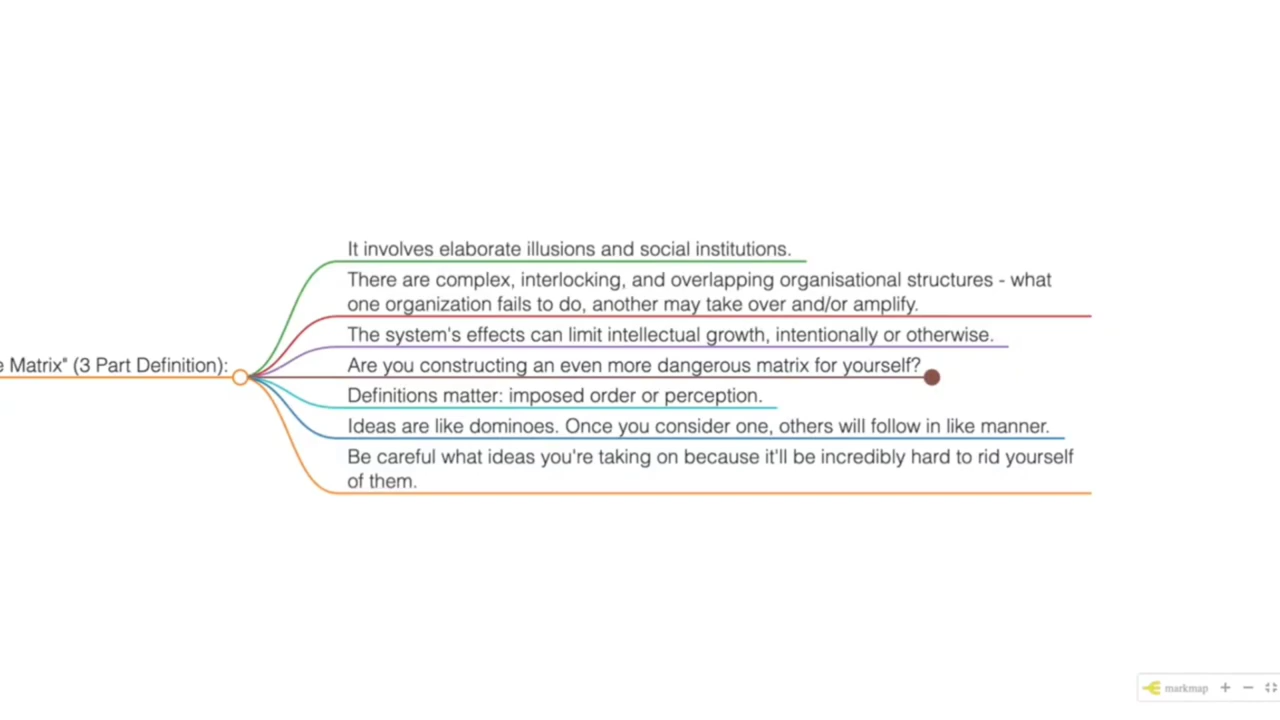 It involves elaborate illusions and social institutions.
There are complex, interlocking, and overlapping organisational structures - what
one organization fails to do, another may take over and/or amplify.
The system's effects can limit intellectual growth, intentionally or otherwise.
e Matrix" (3 Part Definition):
Are you constructing an even more dangerous matrix for yourself?
Definitions matter: imposed order or perception.
Ideas are like dominoes. Once you consider one, others will follow in like manner.
Be careful what ideas you're taking on because it'll be incredibly hard to rid yourself
of them.
markmap